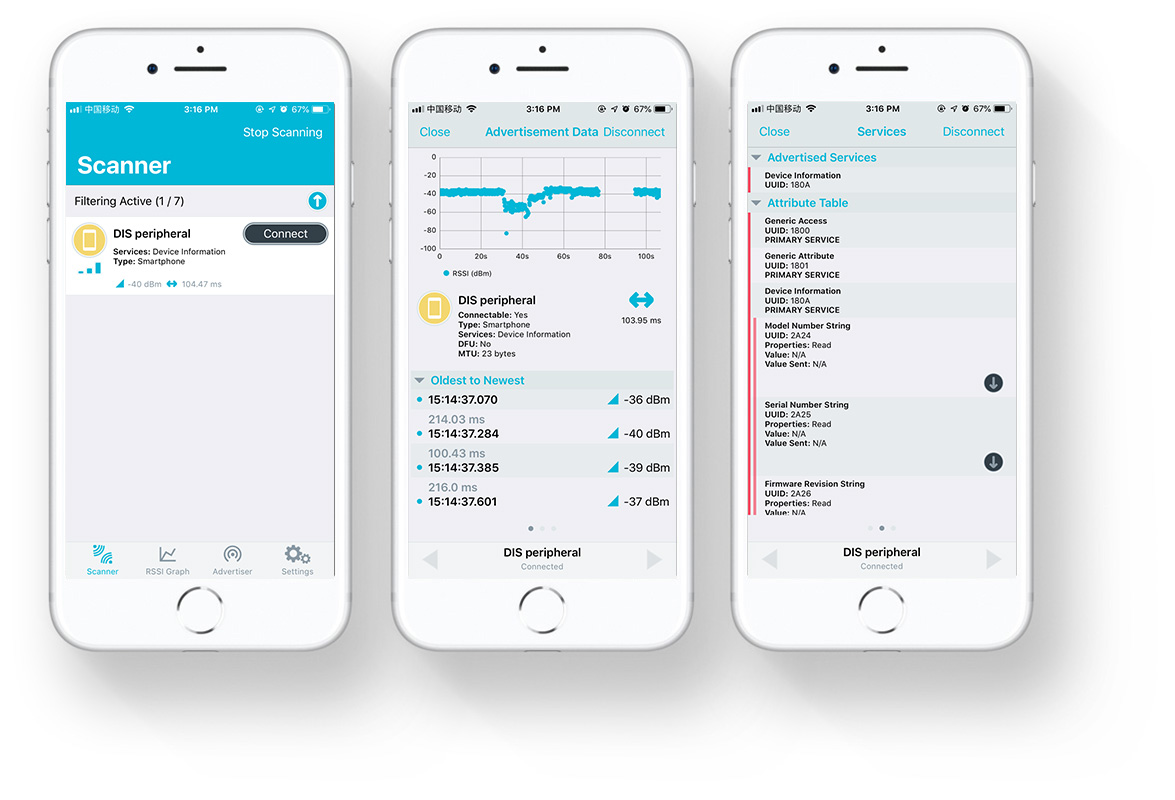 中国移动 3:16 PM 67%
Stop Scanning
Scanner
Filtering Active (1 / 7)
DIS peripheral
Connect
Services: Device Information
Type: Smartphone
-40 dBm 104.47 ms
Scanner RSSI Graph Advertiser Settings
中国移动 3:16 PM 67%
Close Advertisement Data Disconnect
0
-20
-40
-60
-80
-100
0 20s 40s 60s 80s 100s
RSSI (dBm)
DIS peripheral
Connectable: Yes
Type: Smartphone
Services: Device Information
DFU: No
MTU: 23 bytes
103.95 ms
Oldest to Newest
15:14:37.070 -36 dBm
214.03 ms
15:14:37.284 -40 dBm
100.43 ms
15:14:37.385 -39 dBm
216.0 ms
15:14:37.601 -37 dBm
DIS peripheral
Connected
中国移动 3:16 PM 67%
Close Services Disconnect
Advertised Services
Device Information
UUID: 180A
Attribute Table
Generic Access
UUID: 1800
PRIMARY SERVICE
Generic Attribute
UUID: 1801
PRIMARY SERVICE
Device Information
UUID: 180A
PRIMARY SERVICE
Model Number String
UUID: 2A24
Properties: Read
Value: N/A
Value Sent: N/A
Serial Number String
UUID: 2A25
Properties: Read
Value: N/A
Value Sent: N/A
Firmware Revision String
UUID: 2A26
Properties: Read
Value: N/A
DIS peripheral
Connected